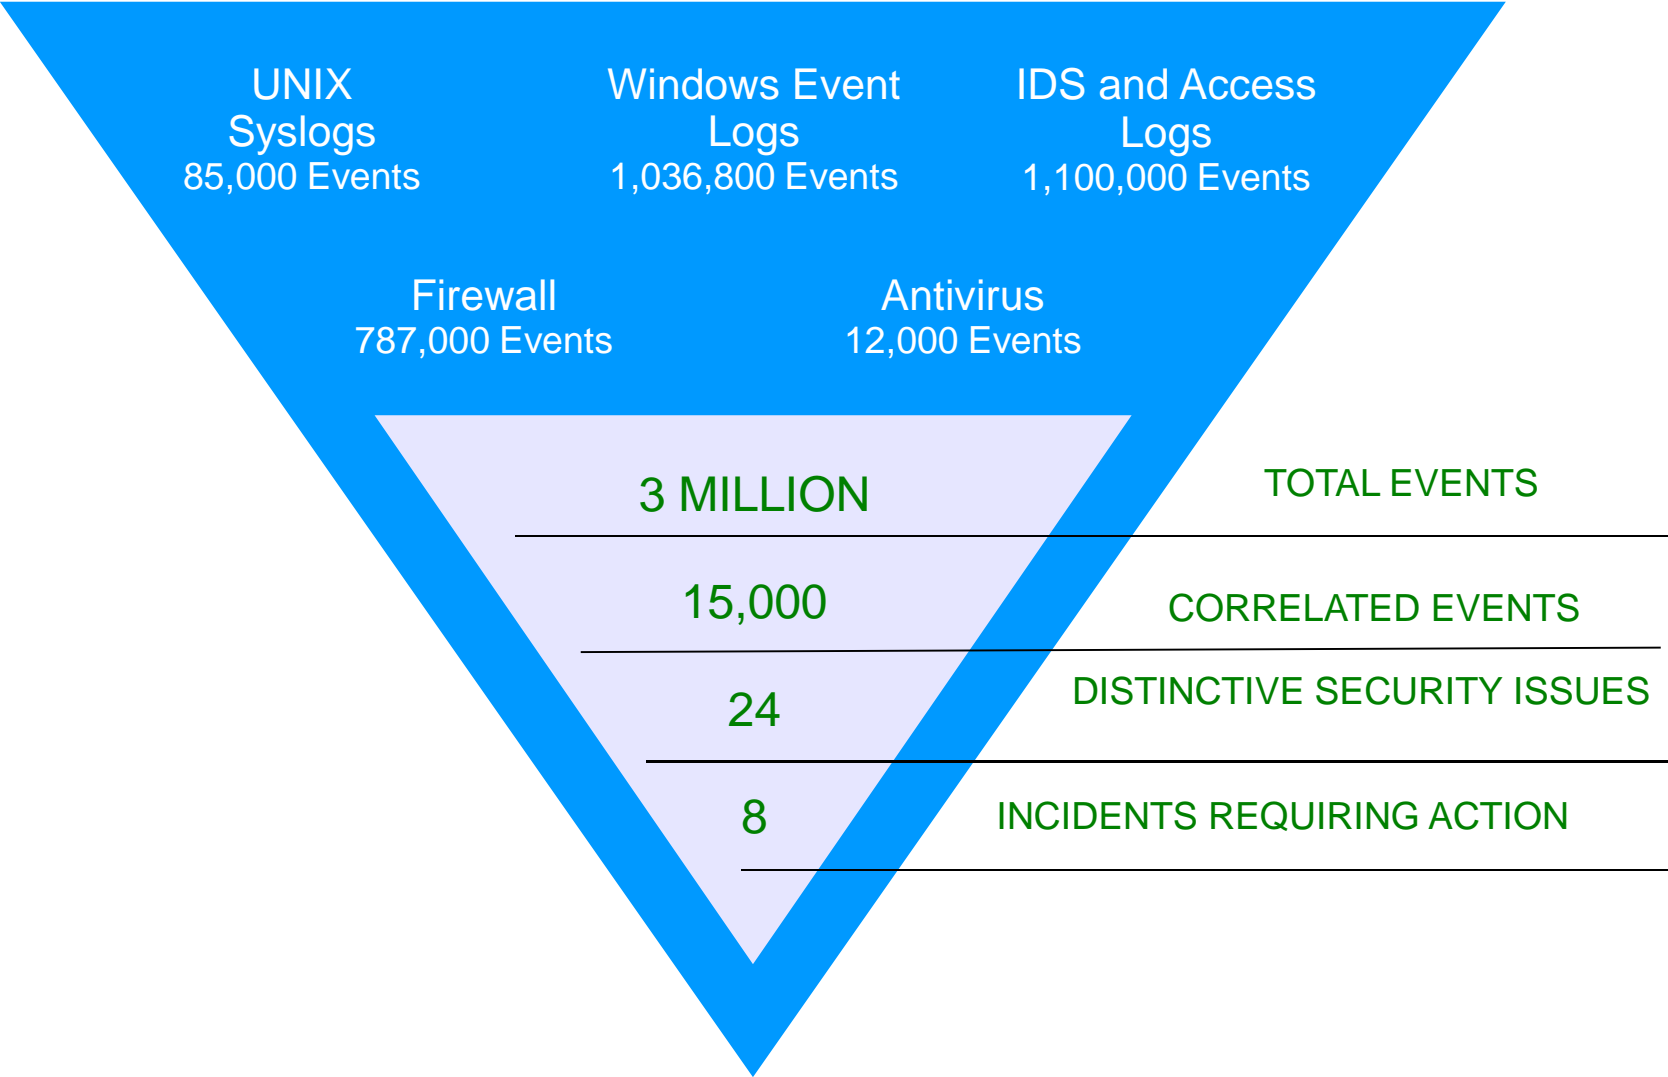 UNIX
Syslogs
85,000 Events
Windows Event
Logs
1,036,800 Events
IDS and Access
Logs
1,100,000 Events
Firewall
787,000 Events
Antivirus
12,000 Events
3 MILLION
TOTAL EVENTS
15,000
CORRELATED EVENTS
24
DISTINCTIVE SECURITY ISSUES
8
INCIDENTS REQUIRING ACTION